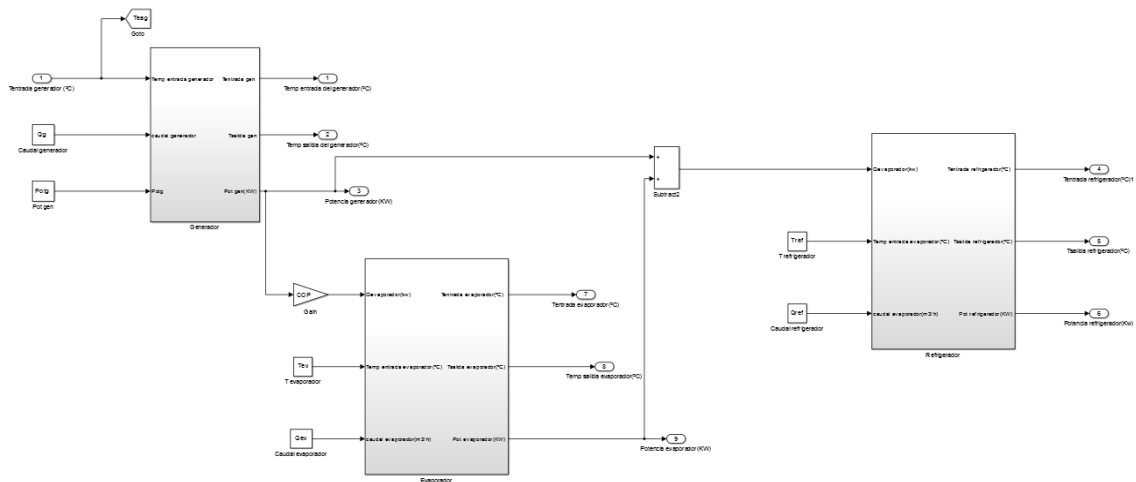 Teag
Goto
1
Tentrada generador (ºC)
Temp entrada generador
Tentrada gen
1
Temp entrada del generador(ºC)
Qg
Caudal generador
caudal generador
Tsalida gen
2
Temp salida del generador(ºC)
Potg
Pot gen
Potg
Pot gen(KW)
3
Potencia generador(KW)
Generador
+
+
Subtract2
Qevaporador(kw)
Tentrada refrigerador(ºC)
4
Tentrada refrigerador(ºC)1
Tref
T refrigerador
Temp entrada evaporador(ºC)
Tsalida refrigerador(ºC)
5
Tsalida refrigerador(ºC)
Qref
Caudal refrigerador
caudal evaporador(m3/h)
Pot refrigerador(KW)
6
Potencia refrigerador(Kw)
Refrigerador
COP
Gain
Qevaporador(kw)
Tentrada evaporador(ºC)
7
Tentrada evaporador(ºC)
Tev
T evaporador
Temp entrada evaporador(ºC)
Tsalida evaporador(ºC)
8
Temp salida evaporador(ºC)
Qev
Caudal evaporador
caudal evaporador(m3/h)
Pot evaporador(KW)
9
Potencia evaporador(KW)
Evaporador